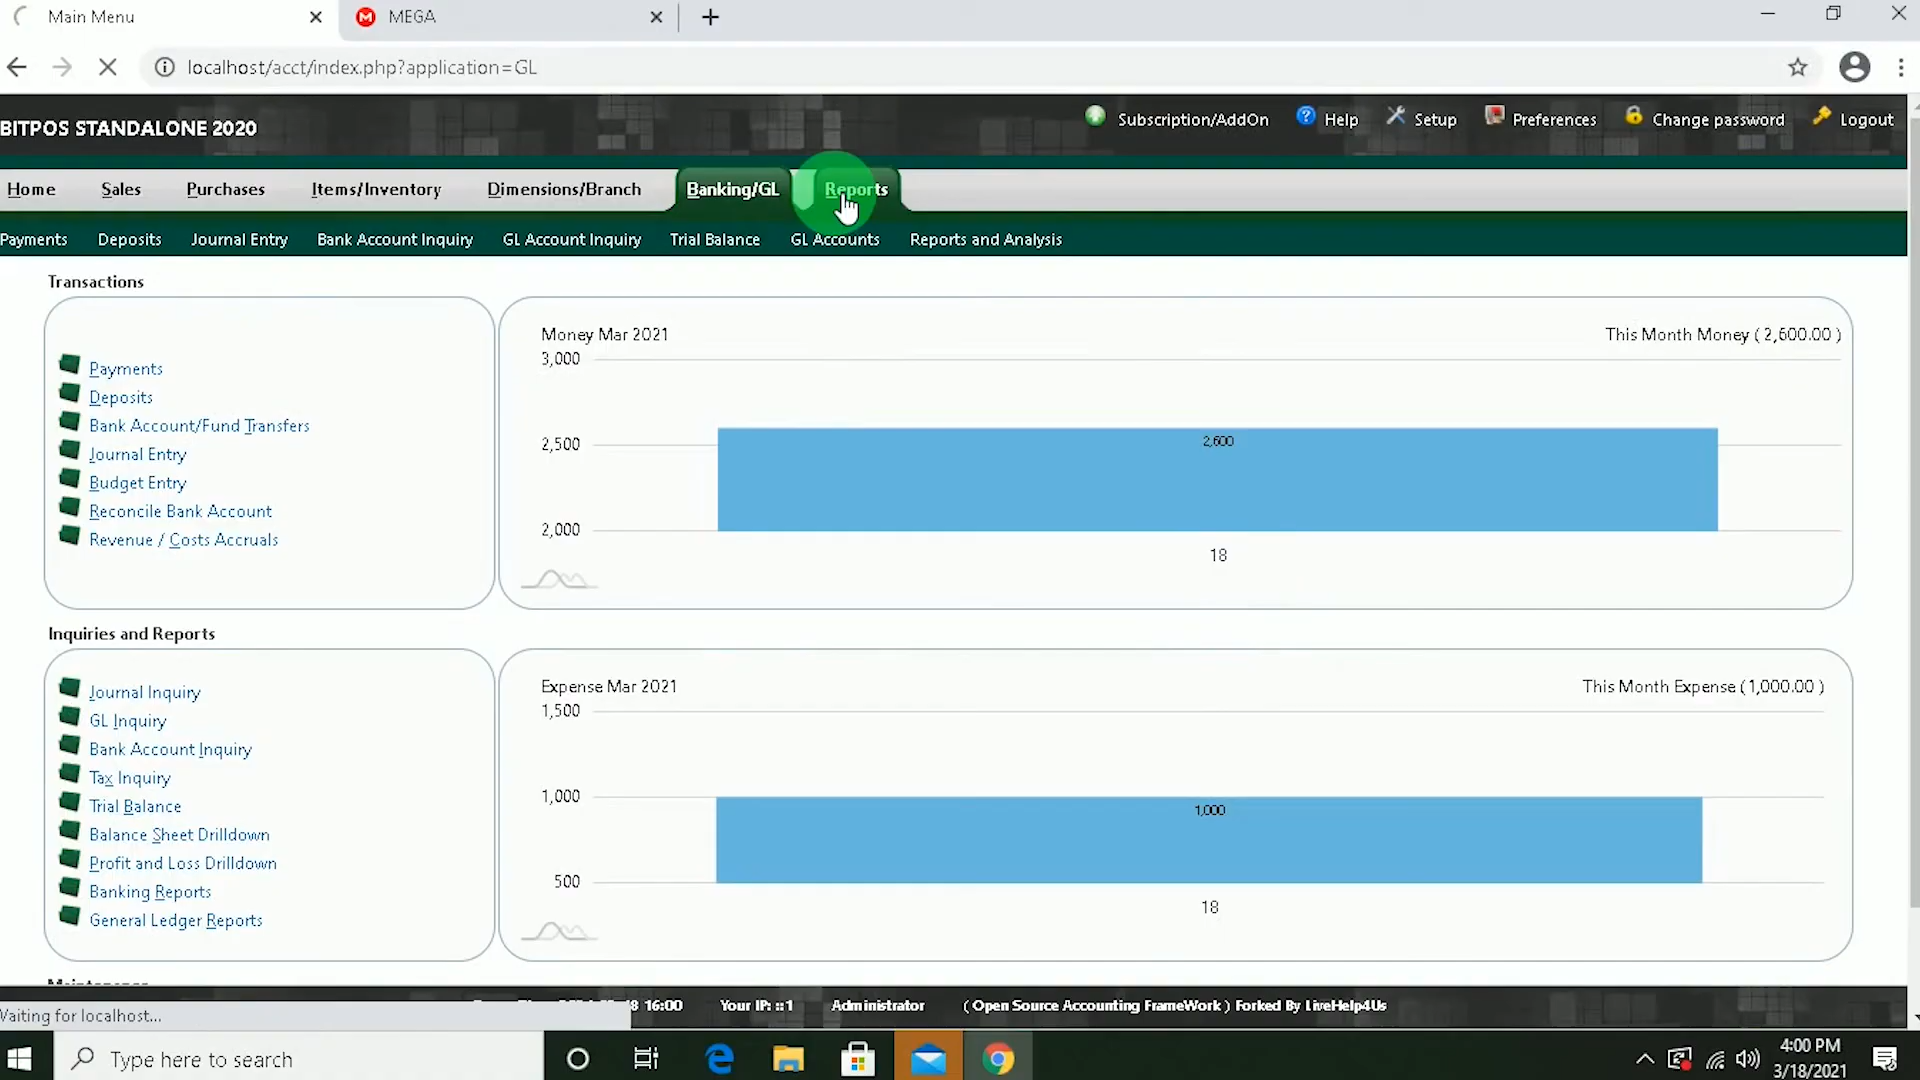 Main Menu
MEGA
localhost/acct/index.php?application=GL
BITPOS STANDALONE 2020
Subscription/AddOn Help Setup Preferences Change password Logout
Home Sales Purchases Items/Inventory Dimensions/Branch Banking/GL Reports
Payments Deposits Journal Entry Bank Account Inquiry GL Account Inquiry Trial Balance GL Accounts Reports and Analysis
Transactions
Payments
Deposits
Bank Account/Fund Transfers
Journal Entry
Budget Entry
Reconcile Bank Account
Revenue / Costs Accruals
Money Mar 2021
This Month Money ( 2,600.00 )
3,000
2,500
2,000
2,600
18
Inquiries and Reports
Journal Inquiry
GL Inquiry
Bank Account Inquiry
Tax Inquiry
Trial Balance
Balance Sheet Drilldown
Profit and Loss Drilldown
Banking Reports
General Ledger Reports
Expense Mar 2021
This Month Expense ( 1,000.00 )
1,500
1,000
500
1,000
18
16:00 Your IP: ::1 Administrator ( Open Source Accounting FrameWork ) Forked By LiveHelp4Us
Waiting for localhost...
Type here to search
4:00 PM
3/18/2021